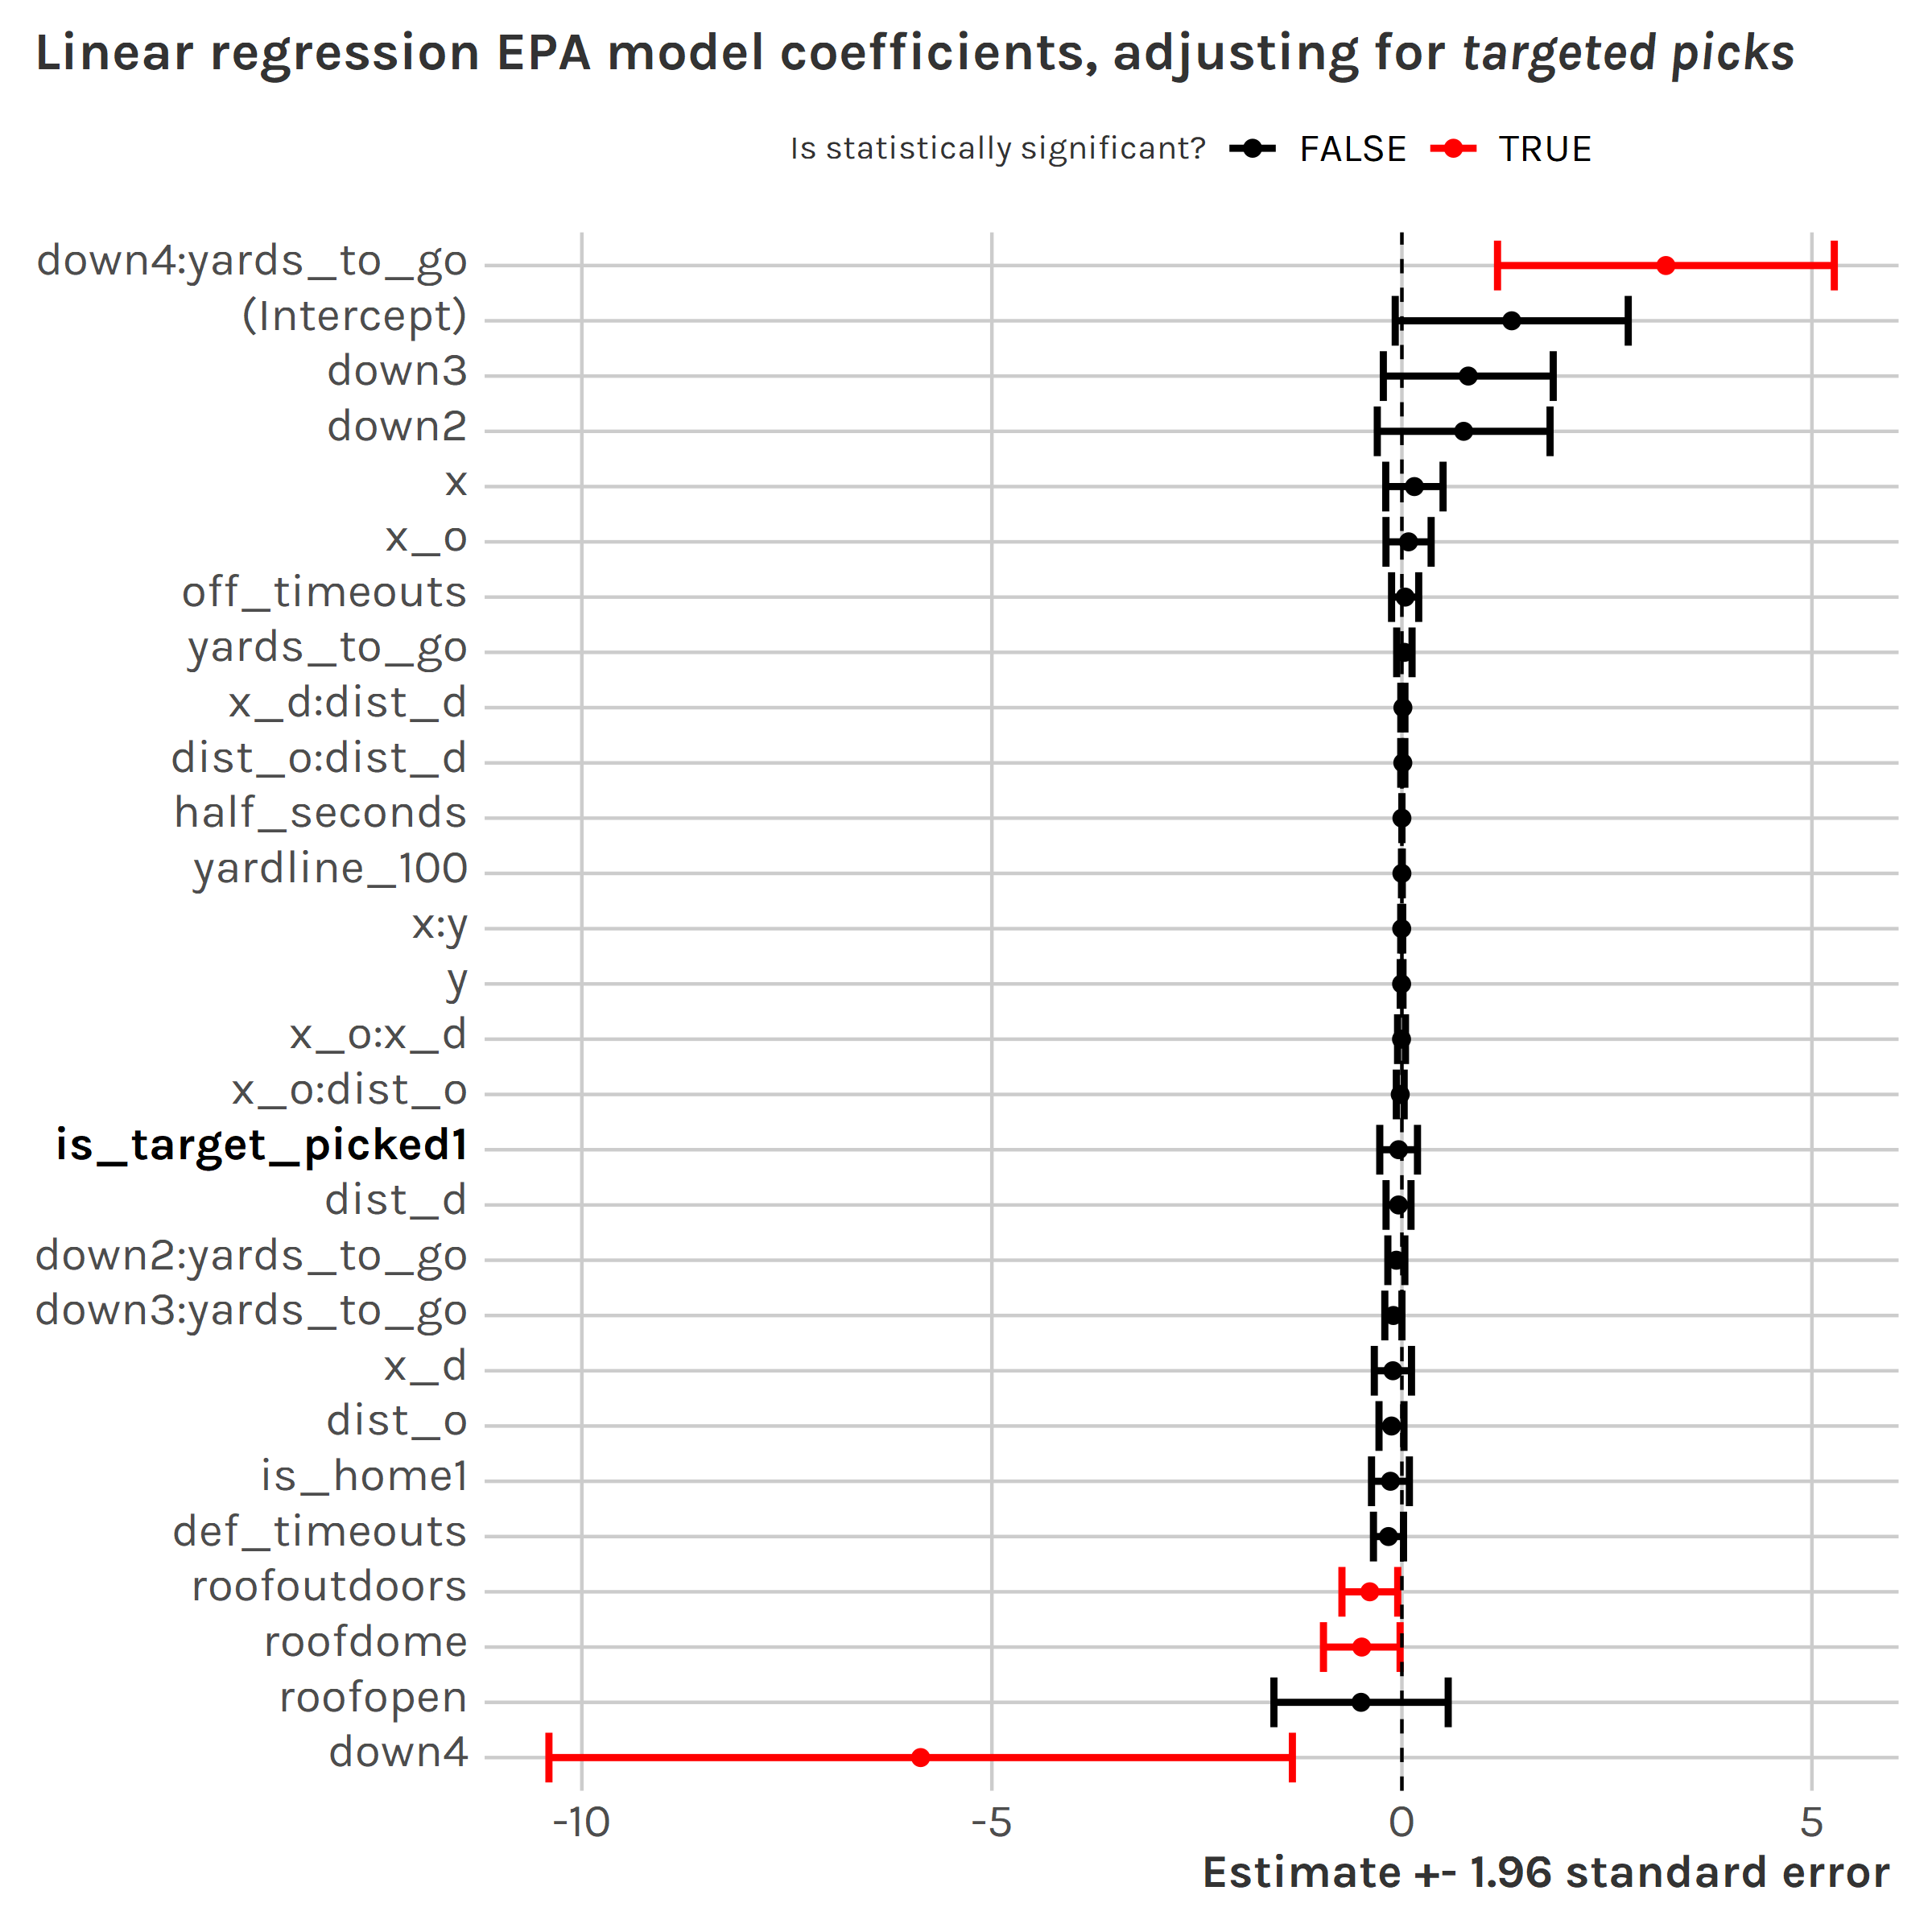 Linear regression EPA model coefficients, adjusting for targeted picks
Is statistically significant? FALSE TRUE
down4:yards_to_go
(Intercept)
down3
down2
x
x_o
off_timeouts
yards_to_go
x_d:dist_d
dist_o:dist_d
half_seconds
yardline_100
x:y
y
x_o:x_d
x_o:dist_o
is_target_picked1
dist_d
down2:yards_to_go
down3:yards_to_go
x_d
dist_o
is_home1
def_timeouts
roofoutdoors
roofdome
roofopen
down4
-10 -5 0 5
Estimate +- 1.96 standard error